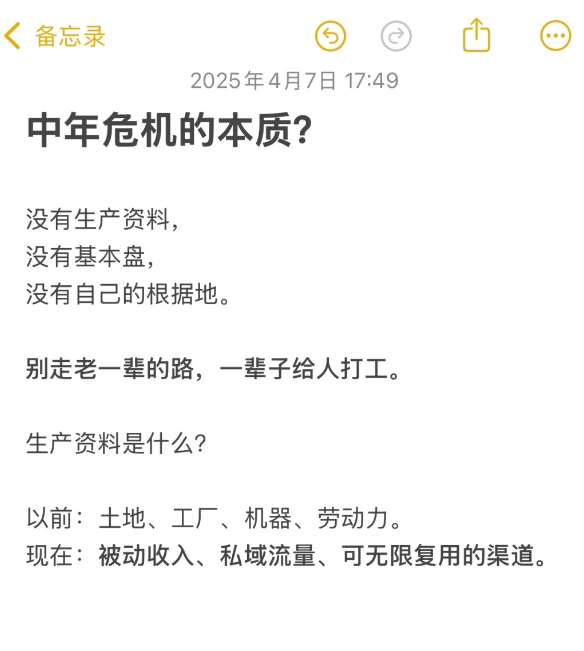 备忘录
2025年4月7日 17:49
中年危机的本质?
没有生产资料,
没有基本盘,
没有自己的根据地。
别走老一辈的路，一辈子给人打工。
生产资料是什么?
以前：土地、工厂、机器、劳动力。
现在：被动收入、私域流量、可无限复用的渠道。